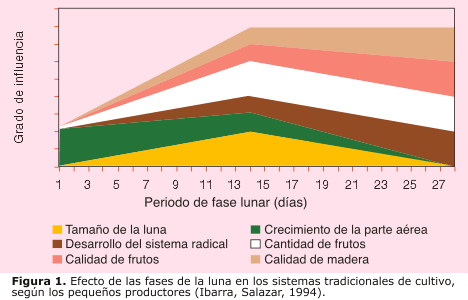 Grado de influencia
1 3 5 7 9 11 13 15 17 19 21 23 25 27
Periodo de fase lunar (días)
Tamaño de la luna Crecimiento de la parte aérea
Desarrollo del sistema radical Cantidad de frutos
Calidad de frutos Calidad de madera
Figura 1. Efecto de las fases de la luna en los sistemas tradicionales de cultivo,
según los pequeños productores (Ibarra, Salazar, 1994).